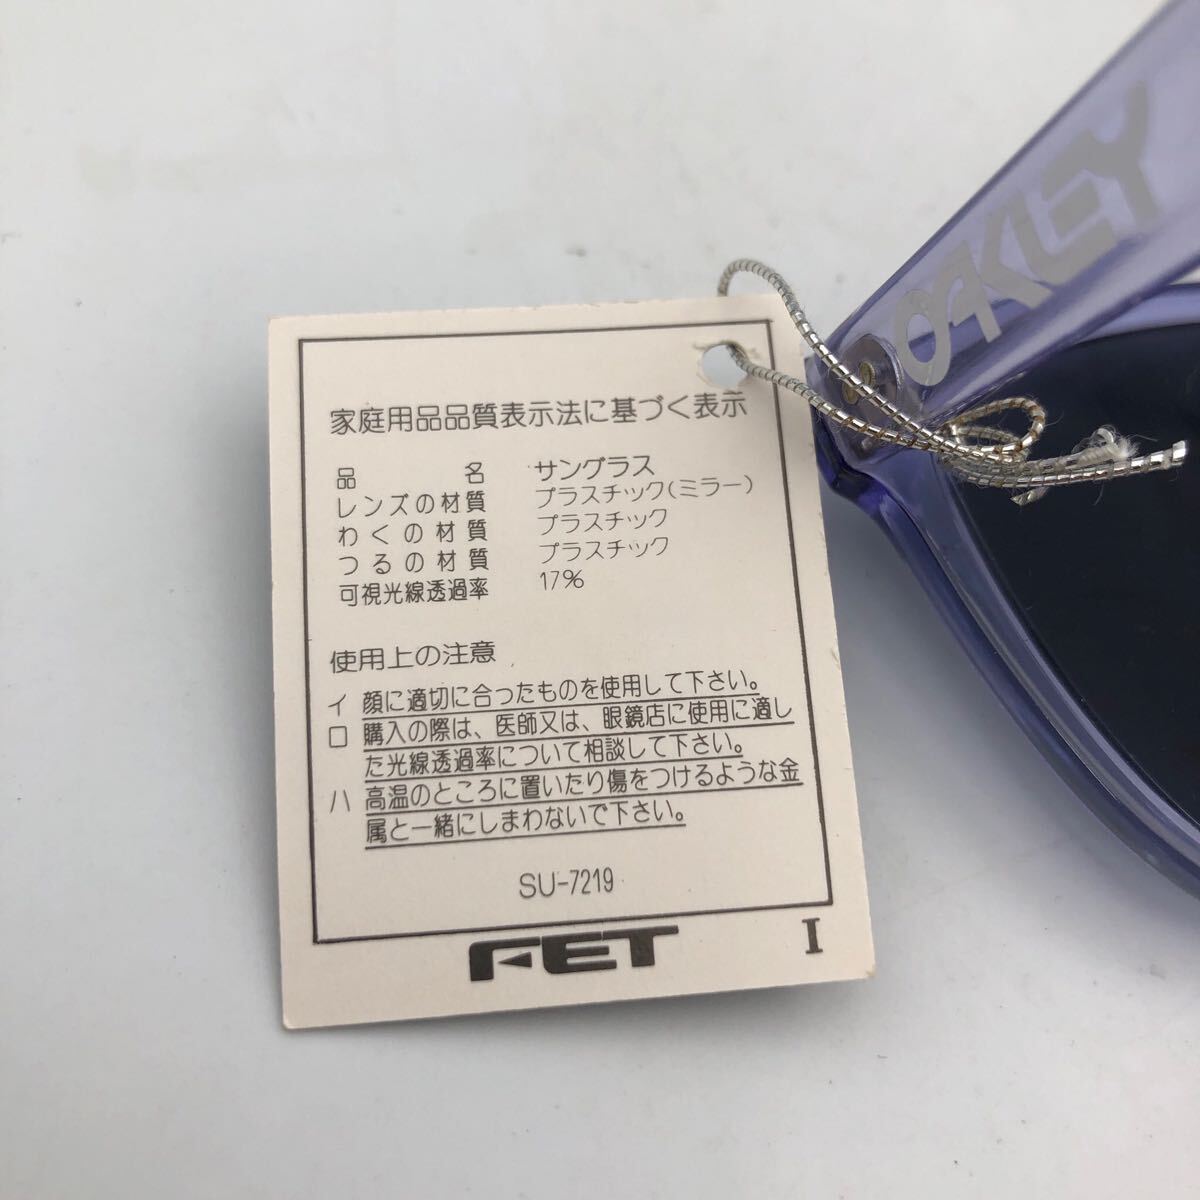 家庭用品品質表示法に基づく表示
品名 サングラス
レンズの材質 プラスチック(ミラー)
わくの材質 プラスチック
つるの材質 プラスチック
可視光線透過率 17%
使用上の注意
イ 顔に適切に合ったものを使用して下さい。
ロ 購入の際は、医師又は、眼鏡店に使用に適し
た光線透過率について相談して下さい。
ハ 高温のところに置いたり傷をつけるような金
属と一緒にしまわないで下さい。
SU-7219
FET I
OAKLEY